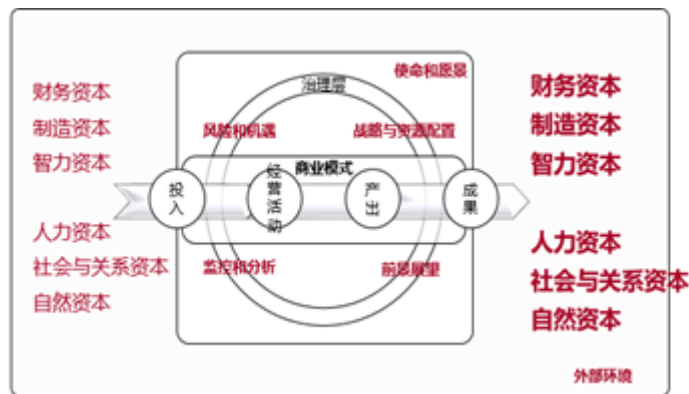 使命和愿景
治理层
财务资本
制造资本
智力资本
人力资本
社会与关系资本
自然资本
风险和机遇
战略与资源配置
商业模式
投入
经营活动
产出
成果
监控和分析
前景展望
财务资本
制造资本
智力资本
人力资本
社会与关系资本
自然资本
外部环境